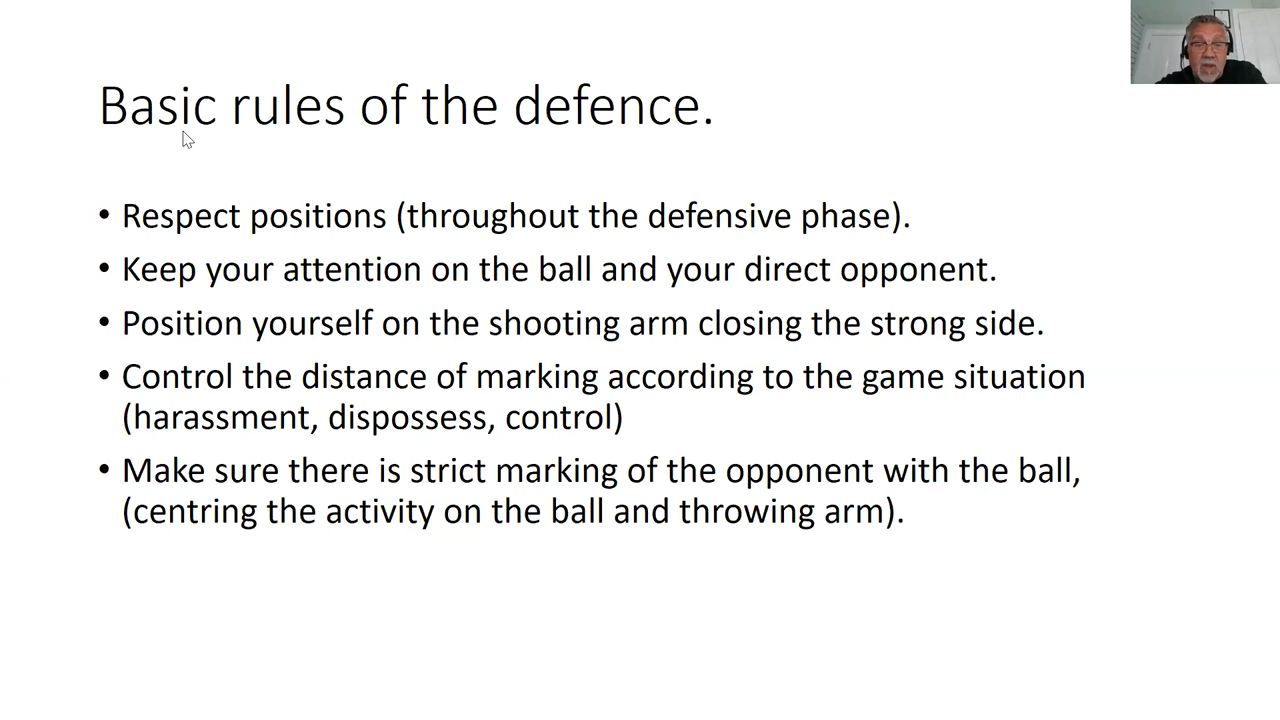 Basic rules of the defence.
• Respect positions (throughout the defensive phase).
• Keep your attention on the ball and your direct opponent.
• Position yourself on the shooting arm closing the strong side.
• Control the distance of marking according to the game situation
(harassment, dispossess, control)
• Make sure there is strict marking of the opponent with the ball,
(centring the activity on the ball and throwing arm).